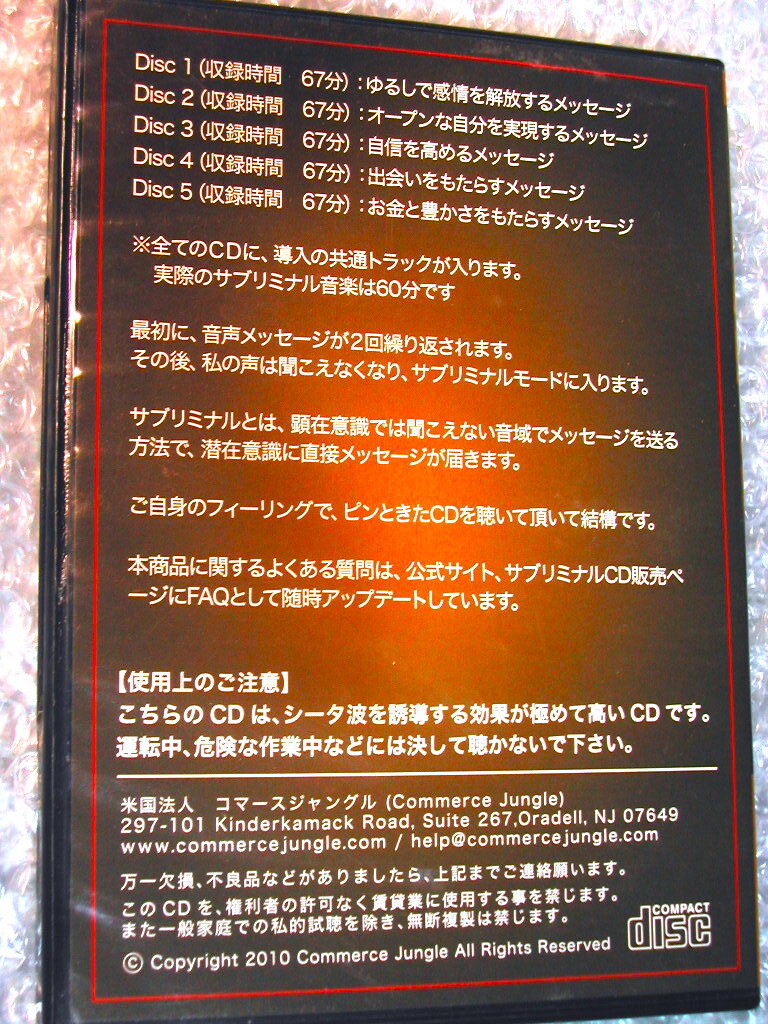 Disc 1 (収録時間　67分)：ゆるしで感情を解放するメッセージ
Disc 2 (収録時間　67分)：オープンな自分を実現するメッセージ
Disc 3 (収録時間　67分)：自信を高めるメッセージ
Disc 4 (収録時間　67分)：出会いをもたらすメッセージ
Disc 5 (収録時間　67分)：お金と豊かさをもたらすメッセージ
※全てのCDに、導入の共通トラックが入ります。
実際のサブリミナル音楽は60分です
最初に、音声メッセージが2回繰り返されます。
その後、私の声は聞こえなくなり、サブリミナルモードに入ります。
サブリミナルとは、顕在意識では聞こえない音域でメッセージを送る
方法で、潜在意識に直接メッセージが届きます。
ご自身のフィーリングで、ピンときたCDを聴いて頂いて結構です。
本商品に関するよくある質問は、公式サイト、サブリミナルCD販売ペ
ージにFAQとして随時アップデートしています。
【使用上のご注意】
こちらの CD は、シータ波を誘導する効果が極めて高い CD です。
運転中、危険な作業中などには決して聴かないで下さい。
米国法人　コマースジャングル (Commerce Jungle)
297-101 Kinderkamack Road, Suite 267,Oradell, NJ 07649
www.commercejungle.com / help@commercejungle.com
万一欠損、不良品などがありましたら、上記までご連絡願います。
この CD を、権利者の許可なく賃貸業に使用する事を禁じます。
また一般家庭での私的試聴を除き、無断複製は禁じます。
© Copyright 2010 Commerce Jungle All Rights Reserved
COMPACT
disc